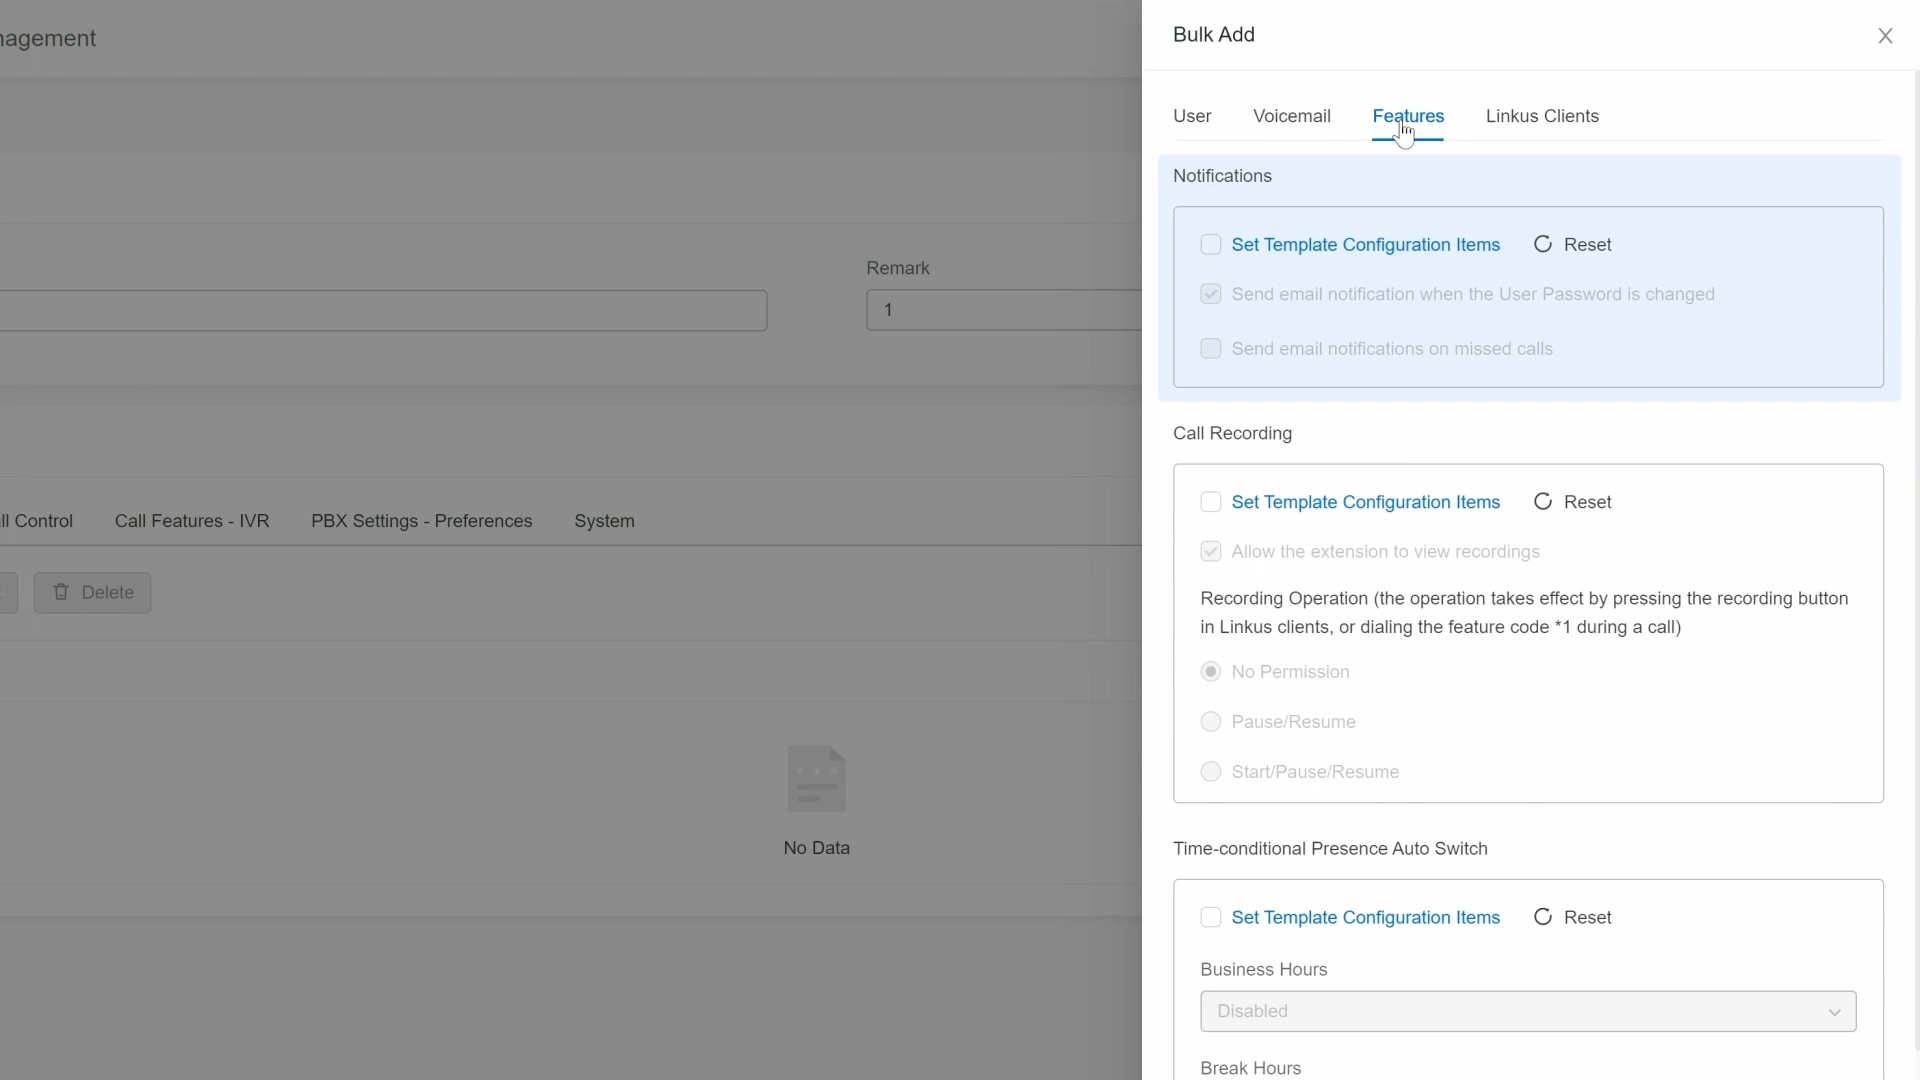 nagement
Remark
1
ll Control
Call Features - IVR
PBX Settings - Preferences
System
Delete
No Data
Bulk Add
User
Voicemail
Features
Linkus Clients
Notifications
Set Template Configuration Items
Reset
Send email notification when the User Password is changed
Send email notifications on missed calls
Call Recording
Set Template Configuration Items
Reset
Allow the extension to view recordings
Recording Operation (the operation takes effect by pressing the recording button
in Linkus clients, or dialing the feature code *1 during a call)
No Permission
Pause/Resume
Start/Pause/Resume
Time-conditional Presence Auto Switch
Set Template Configuration Items
Reset
Business Hours
Disabled
Break Hours